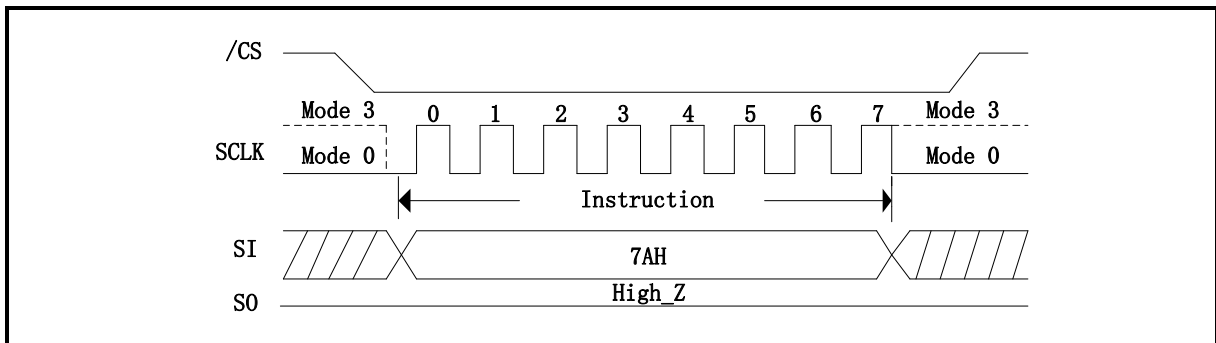 /CS
Mode 3 0 1 2 3 4 5 6 7 Mode 3
SCLK Mode 0 Mode 0
Instruction
SI 7AH
High_Z
SO